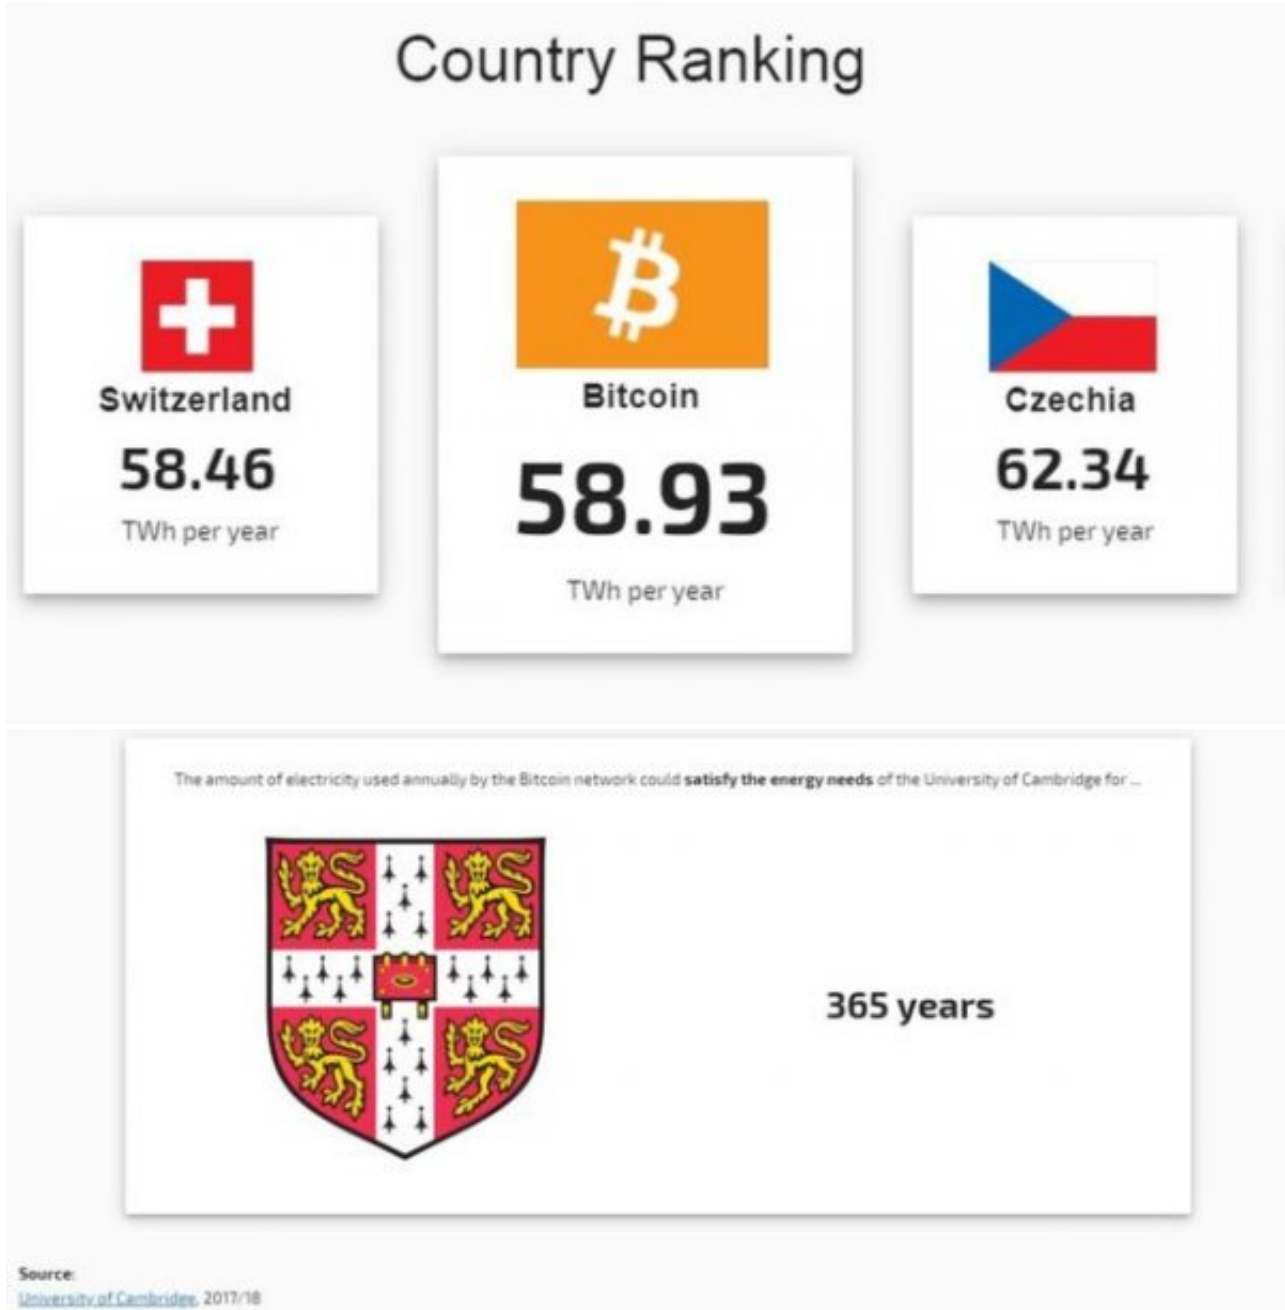 Country Ranking
Switzerland
58.46
TWh per year
Bitcoin
58.93
TWh per year
Czechia
62.34
TWh per year
The amount of electricity used annually by the Bitcoin network could satisfy the energy needs of the University of Cambridge for ...
365 years
Source:
University of Cambridge, 2017/18